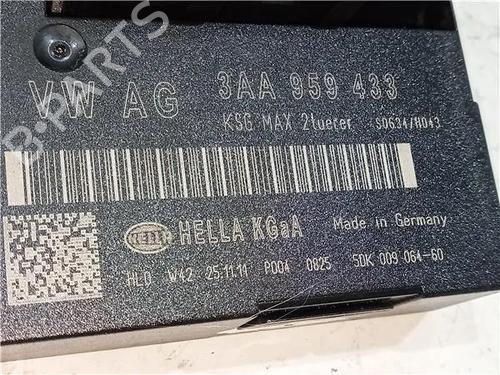 B-PARTS
VW AG 3AA 959 433
KSG MAX 2tuerer S0634/H043
HELLA HELLA KGaA Made in Germany
HLO W42 25.11.11 P004 0825 5DK 009 064-60